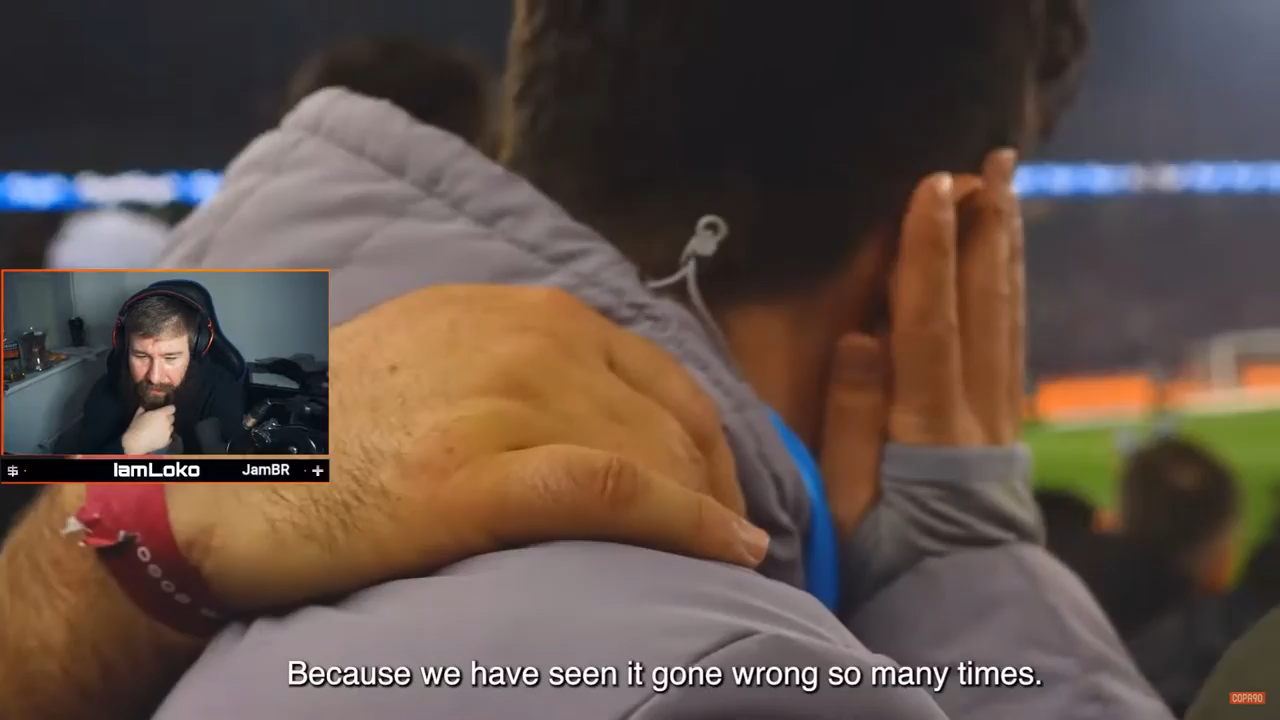 $ · IamLoko JamBR · +
Because we have seen it gone wrong so many times.
COPA90